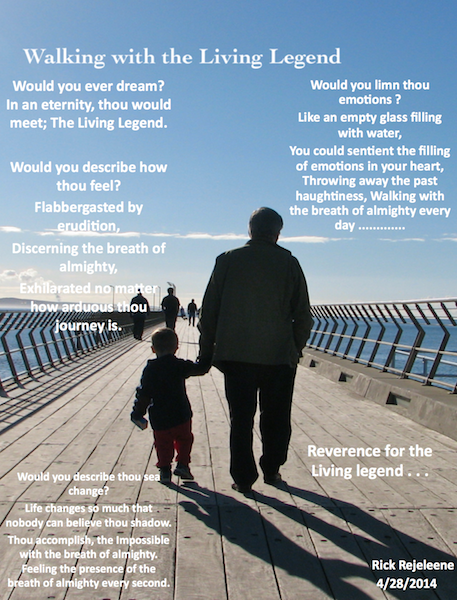 Walking with the Living Legend
Would you ever dream?
In an eternity, thou would
meet; The Living Legend.
Would you describe how
thou feel?
Flabbergasted by
erudition,
Discerning the breath of
almighty,
Exhilarated no matter
how arduous thou
journey is.
Would you limn thou
emotions ?
Like an empty glass filling
with water,
You could sentient the filling
of emotions in your heart,
Throwing away the past
haughtiness, Walking with
the breath of almighty every
day .............
Would you describe thou sea
change?
Life changes so much that
nobody can believe thou shadow.
Thou accomplish, the Impossible
with the breath of almighty.
Feeling the presence of the
breath of almighty every second.
Reverence for the
Living legend . . .
Rick Rejeleene
4/28/2014